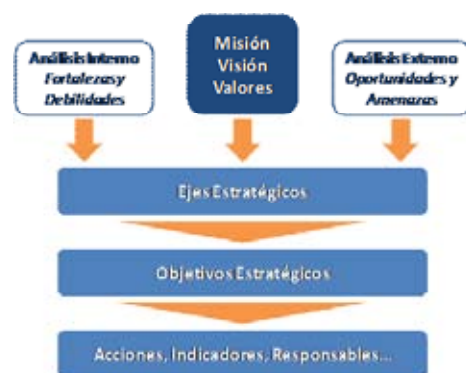 Análisis Interno
Fortalezas y
Debilidades
Misión
Visión
Valores
Análisis Externo
Oportunidades y
Amenazas
Ejes Estratégicos
Objetivos Estratégicos
Acciones, Indicadores, Responsables...